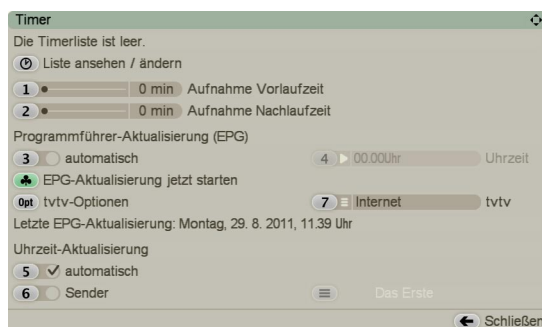 Timer
Die Timerliste ist leer.
Liste ansehen / ändern
1 0 min Aufnahme Vorlaufzeit
2 0 min Aufnahme Nachlaufzeit
Programmführer-Aktualisierung (EPG)
3 automatisch 4 00.00Uhr Uhrzeit
EPG-Aktualisierung jetzt starten
Opt tvtv-Optionen 7 Internet tvtv
Letzte EPG-Aktualisierung: Montag, 29. 8. 2011, 11.39 Uhr
Uhrzeit-Aktualisierung
5 automatisch
6 Sender Das Erste
Schließen